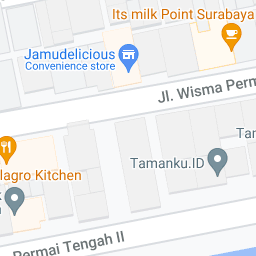 Its milk Point Surabaya
Jamudelicious
Convenience store
Jl. Wisma Perm
Tam
Tamanku.ID
lagro Kitchen
Permai Tengah II